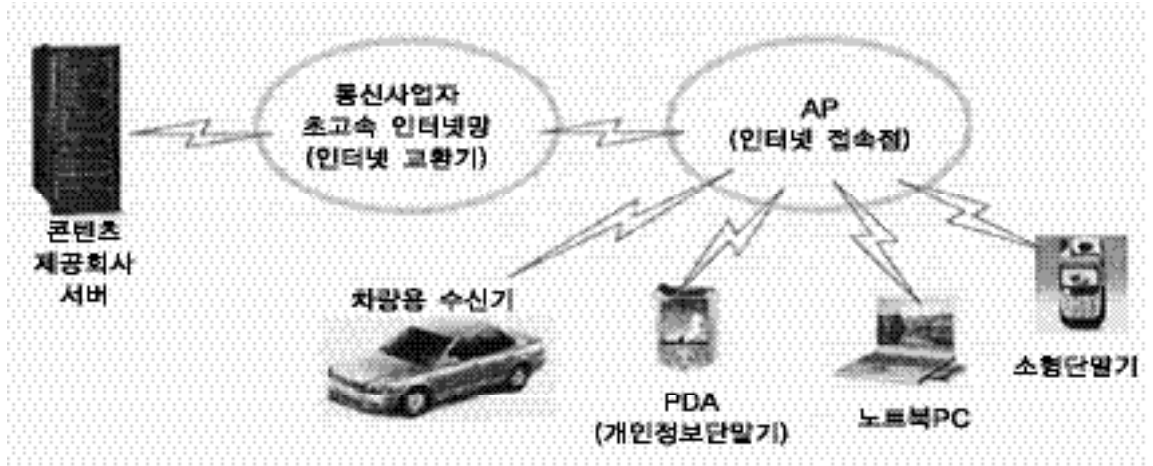 통신사업자
초고속 인터넷망
(인터넷 교환기)
AP
(인터넷 접속점)
콘텐츠
제공회사
서버
차량용 수신기
PDA
(개인정보단말기)
노트북PC
소형단말기